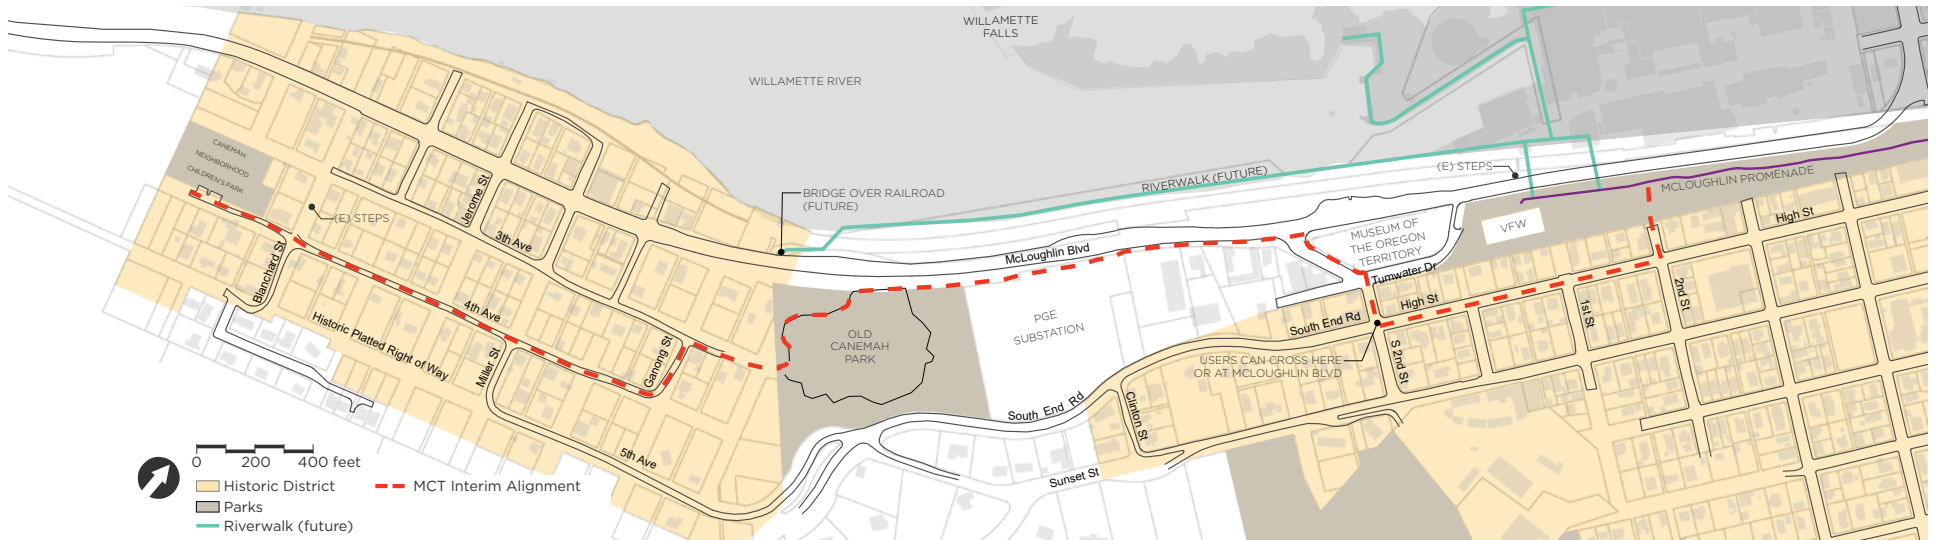 WILLAMETTE
FALLS
WILLAMETTE RIVER
CANEMAH
NEIGHBORHOOD
CHILDREN'S PARK
(E) STEPS
Jerome St
3rd Ave
BRIDGE OVER RAILROAD
(FUTURE)
RIVERWALK (FUTURE)
(E) STEPS
MCLOUGHLIN PROMENADE
VFW
High St
MUSEUM OF
THE OREGON
TERRITORY
McLoughlin Blvd
Tumwater Dr
High St
2nd St
1st St
Blanchard St
4th Ave
Historic Platted Right of Way
Miller St
Ganong St
OLD
CANEMAH
PARK
PGE
SUBSTATION
South End Rd
USERS CAN CROSS HERE
OR AT MCLOUGHLIN BLVD
S 2nd St
South End Rd
Clinton St
5th Ave
Sunset St
0 200 400 feet
Historic District
MCT Interim Alignment
Parks
Riverwalk (future)